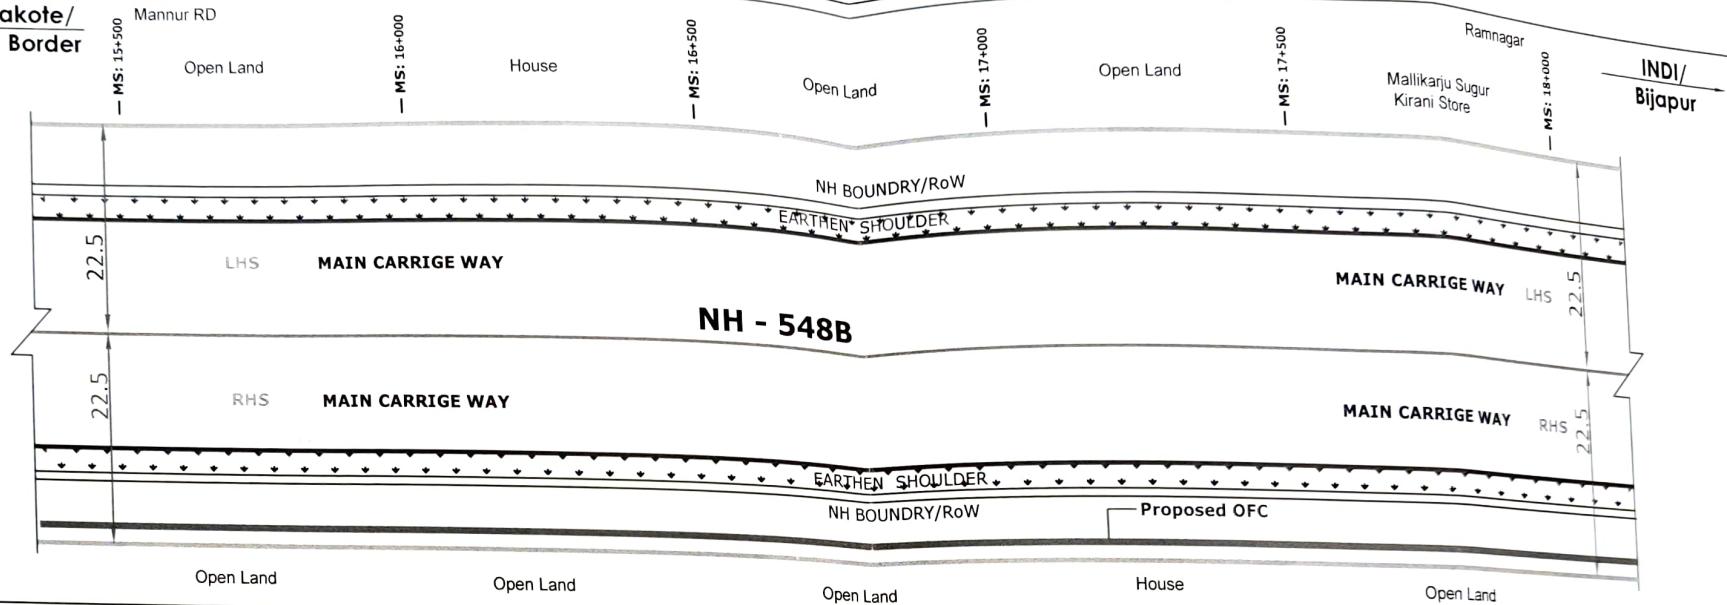 akote/
Border
Mannur RD
MS: 15+500
Open Land
MS: 16+000
House
MS: 16+500
Open Land
MS: 17+000
Open Land
MS: 17+500
Ramnagar
Mallikarju Sugur
Kirani Store
MS: 18+000
INDI/
Bijapur
NH BOUNDRY/RoW
EARTHEN SHOULDER
22.5
LHS MAIN CARRIGE WAY
MAIN CARRIGE WAY LHS
22.5
NH - 548B
22.5
RHS MAIN CARRIGE WAY
MAIN CARRIGE WAY RHS
22.5
EARTHEN SHOULDER
NH BOUNDRY/RoW
Proposed OFC
Open Land
Open Land
Open Land
House
Open Land